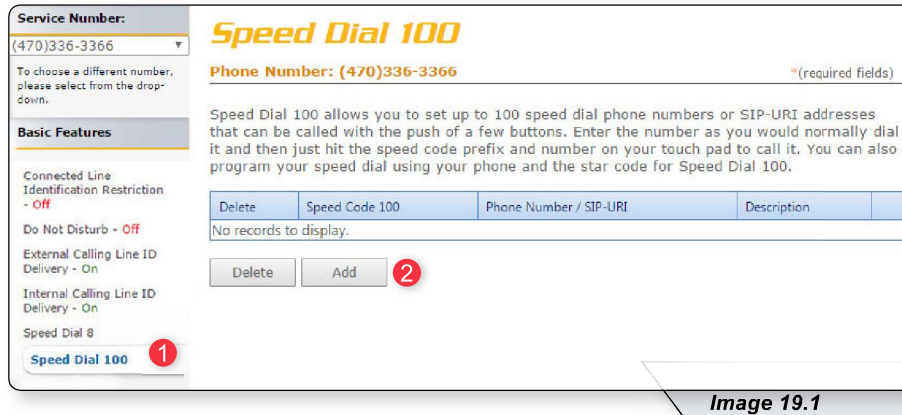 Service Number:
(470)336-3366
To choose a different number,
please select from the drop-
down.
Basic Features
Connected Line
Identification Restriction
- Off
Do Not Disturb - Off
External Calling Line ID
Delivery - On
Internal Calling Line ID
Delivery - On
Speed Dial 8
Speed Dial 100
1
Speed Dial 100
Phone Number: (470)336-3366
*(required fields)
Speed Dial 100 allows you to set up to 100 speed dial phone numbers or SIP-URI addresses
that can be called with the push of a few buttons. Enter the number as you would normally dial
it and then just hit the speed code prefix and number on your touch pad to call it. You can also
program your speed dial using your phone and the star code for Speed Dial 100.
Delete Speed Code 100 Phone Number / SIP-URI Description
No records to display.
Delete Add 2
Image 19.1